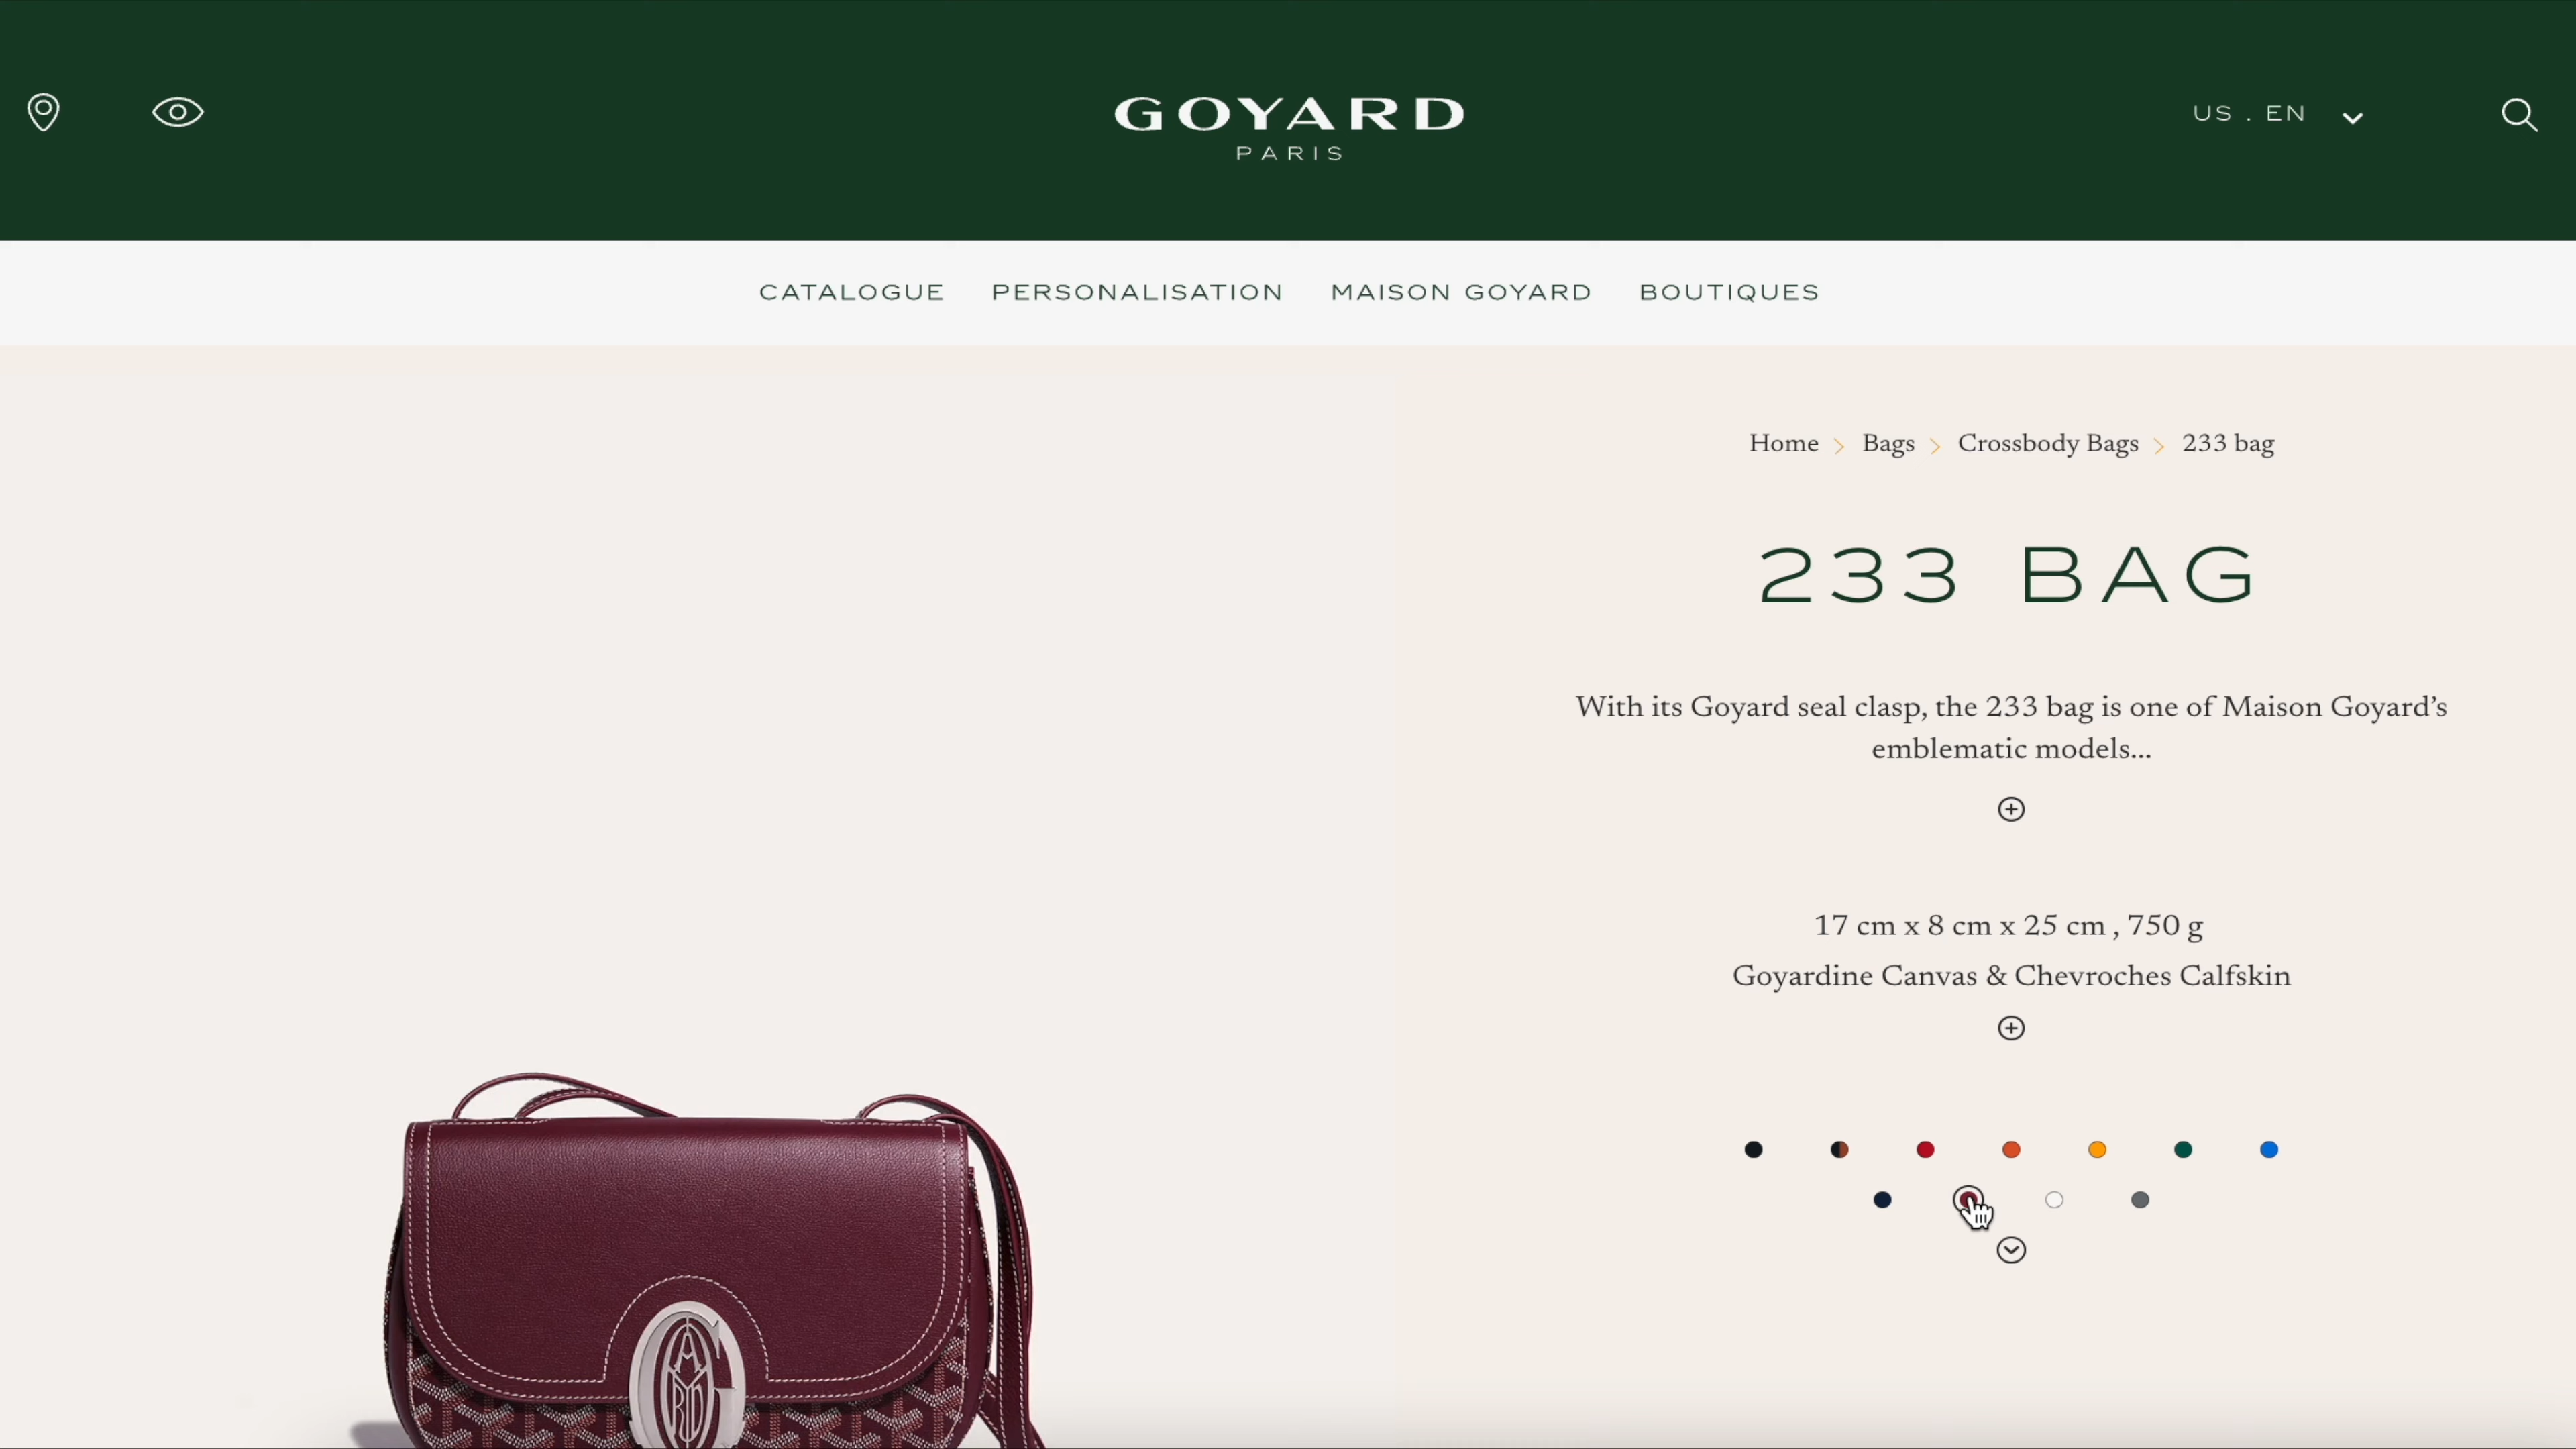 GOYARD
PARIS
US . EN
CATALOGUE PERSONALISATION MAISON GOYARD BOUTIQUES
Home > Bags > Crossbody Bags > 233 bag
233 BAG
With its Goyard seal clasp, the 233 bag is one of Maison Goyard’s
emblematic models...
17 cm x 8 cm x 25 cm , 750 g
Goyardine Canvas & Chevroches Calfskin
GOYARD